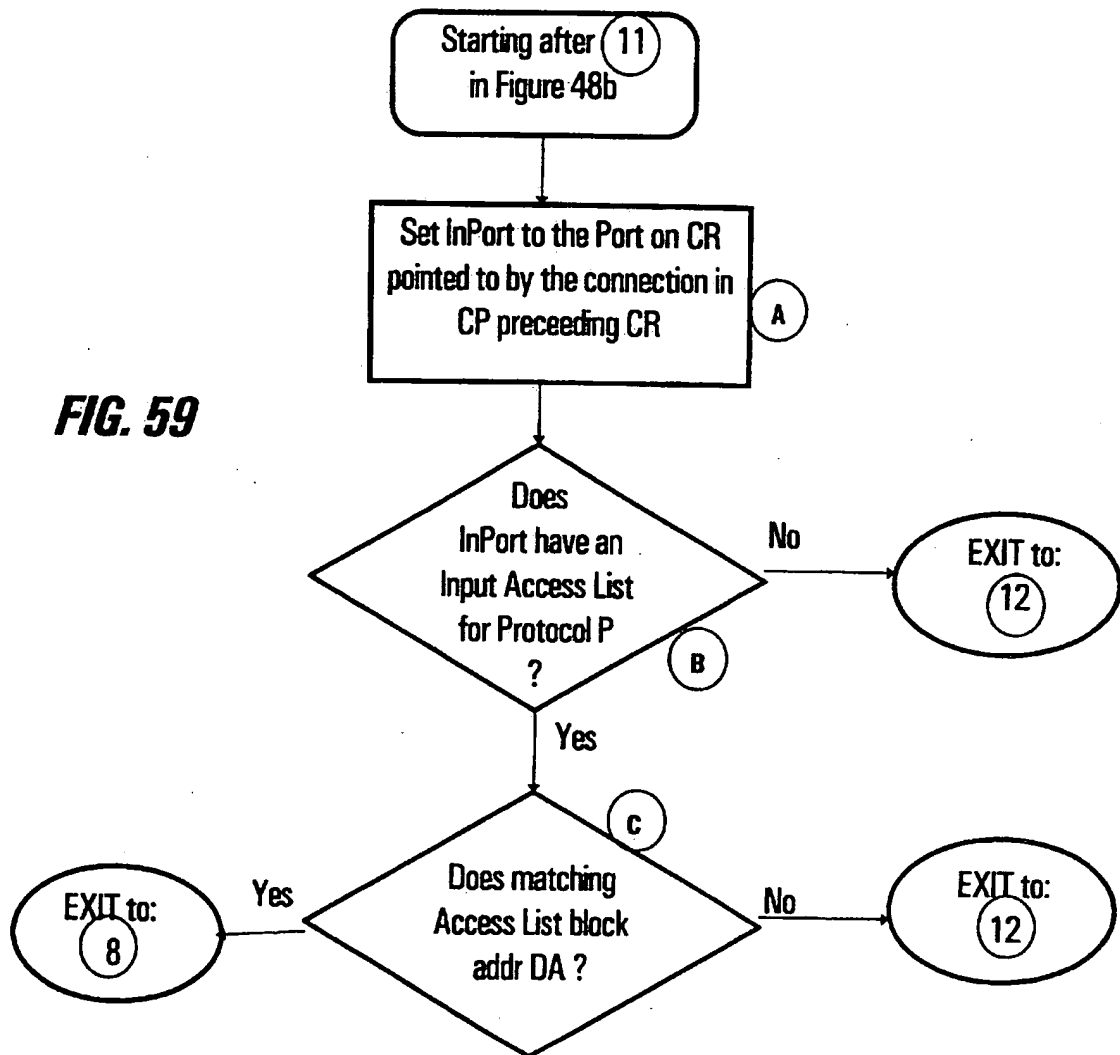 Starting after 11
in Figure 48b
Set InPort to the Port on CR
pointed to by the connection in
CP preceeding CR
A
FIG. 59
Does
InPort have an
Input Access List
for Protocol P
?
B
No
EXIT to:
12
Yes
C
Does matching
Access List block
addr DA ?
Yes
EXIT to:
8
No
EXIT to:
12